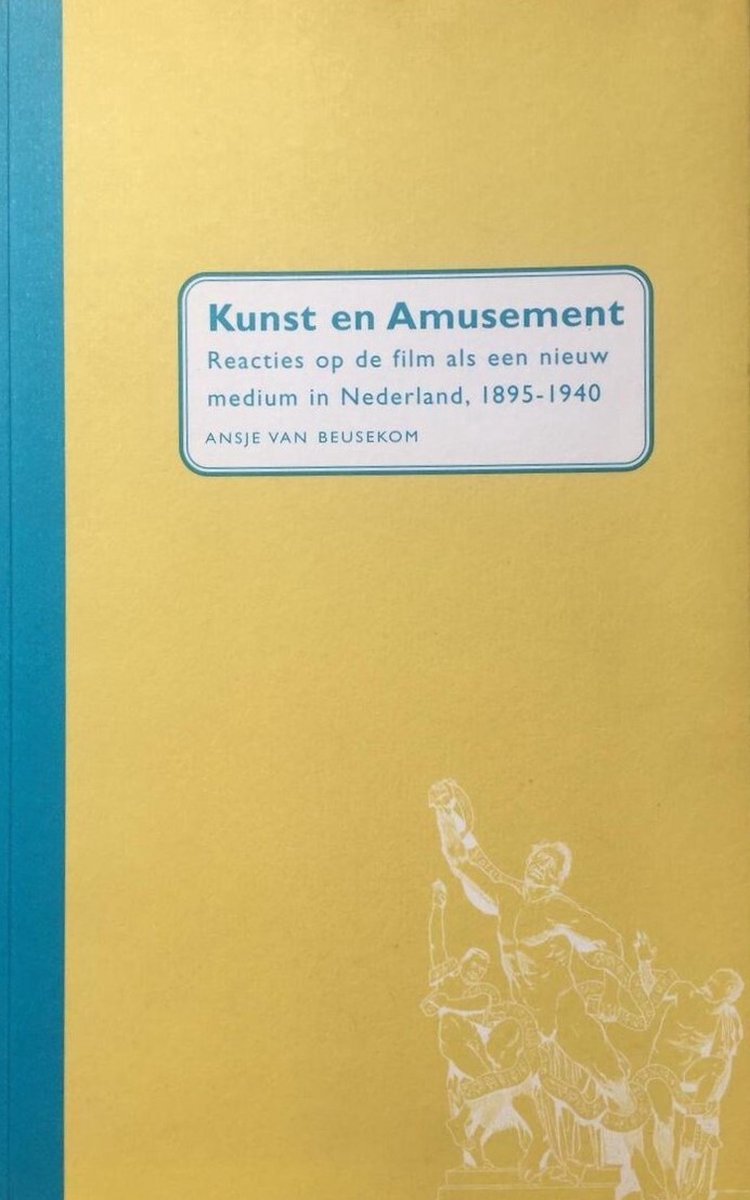 Kunst en Amusement
Reacties op de film als een nieuw
medium in Nederland, 1895-1940
ANSJE VAN BEUSEKOM